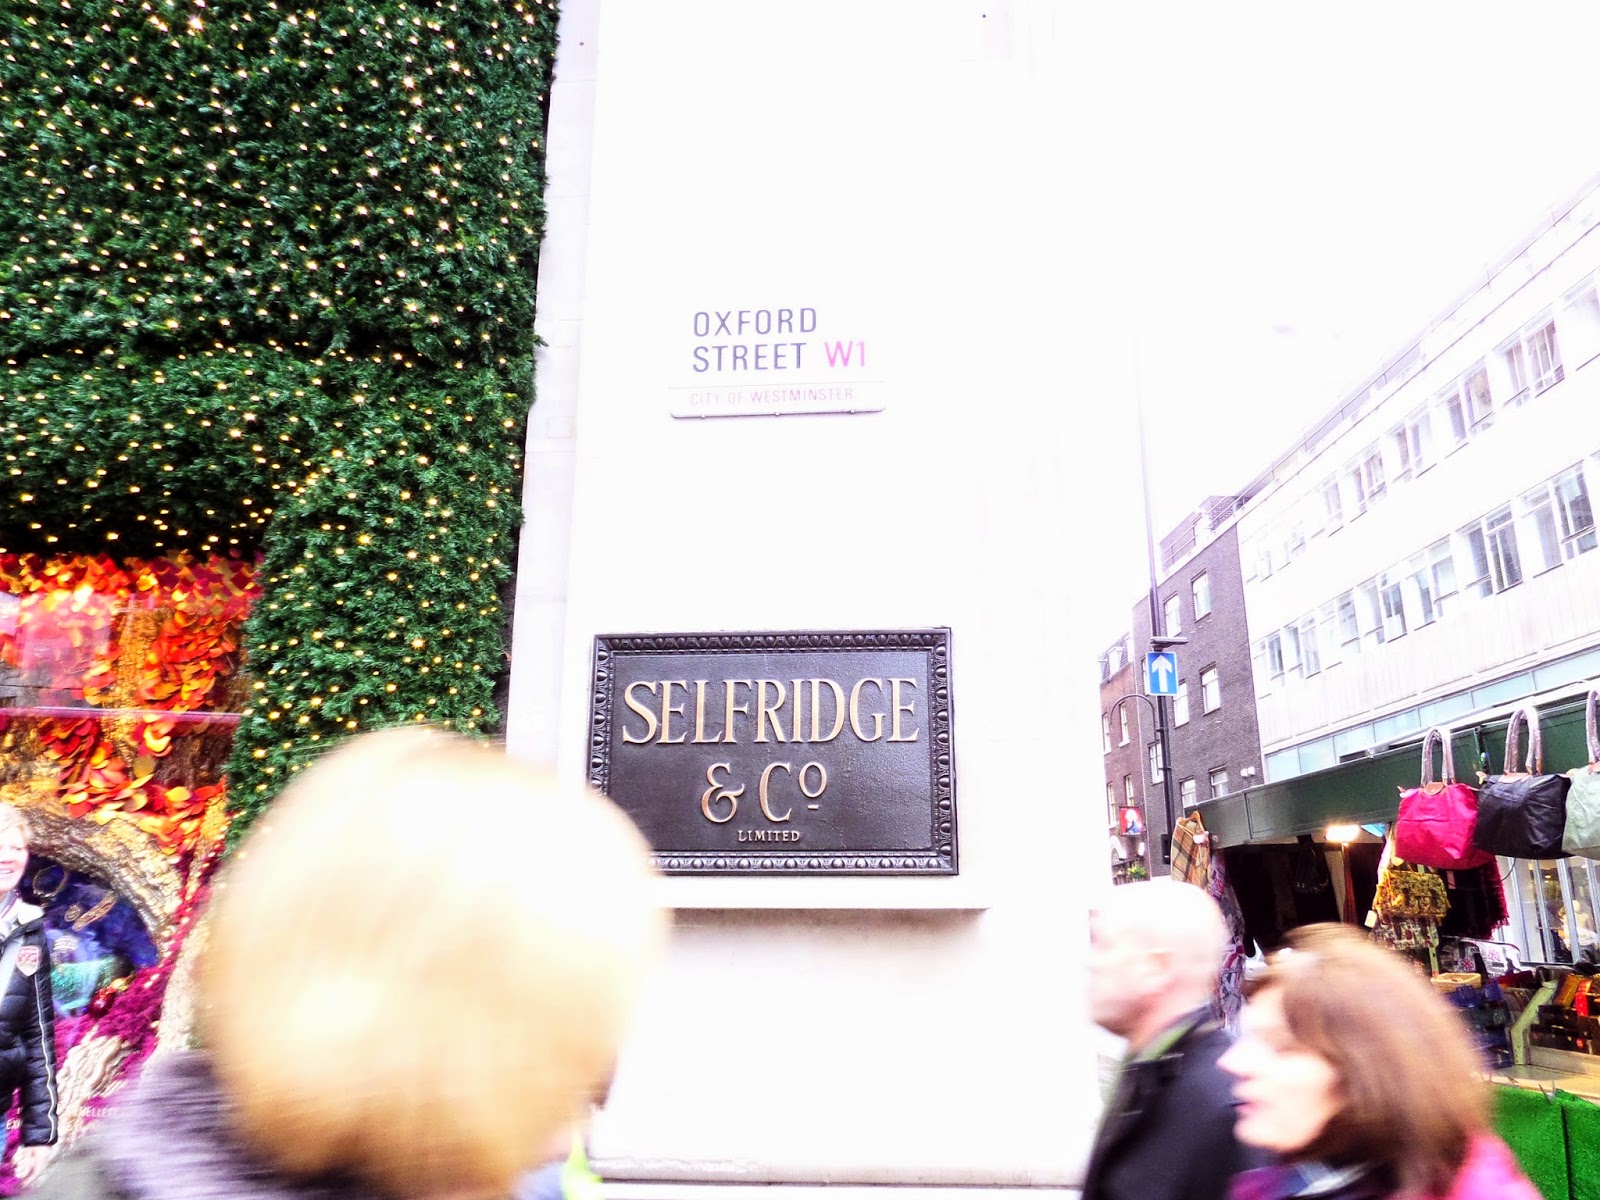 OXFORD
STREET W1
CITY OF WESTMINSTER
SELFRIDGE
& Cº
LIMITED